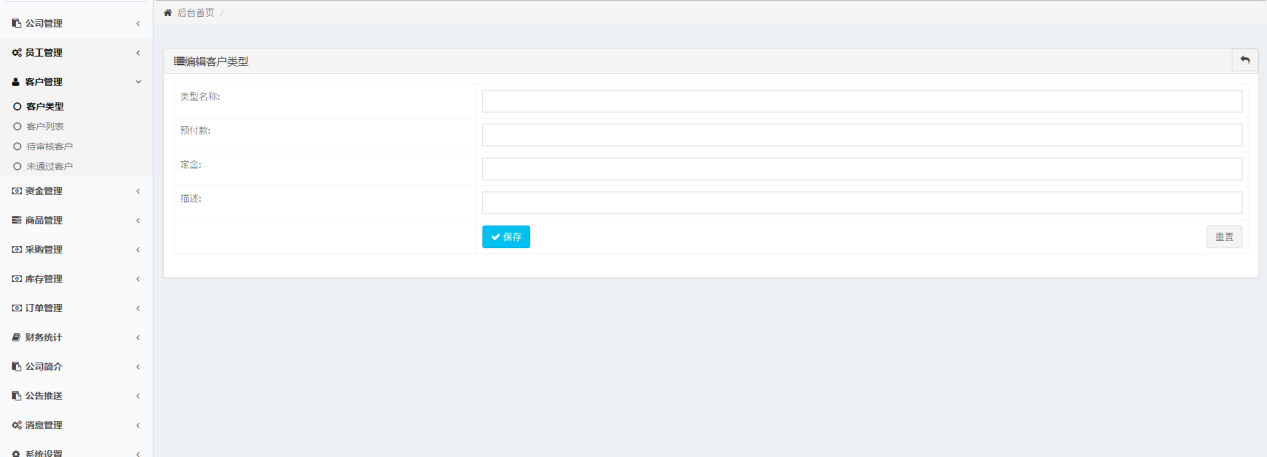 公司管理
员工管理
客户管理
客户类型
客户列表
待审核客户
未通过客户
资金管理
商品管理
采购管理
库存管理
订单管理
财务统计
公司简介
公告推送
消息管理
系统设置
后台首页 /
编辑客户类型
类型名称:
预付款:
定金:
描述:
保存
重置